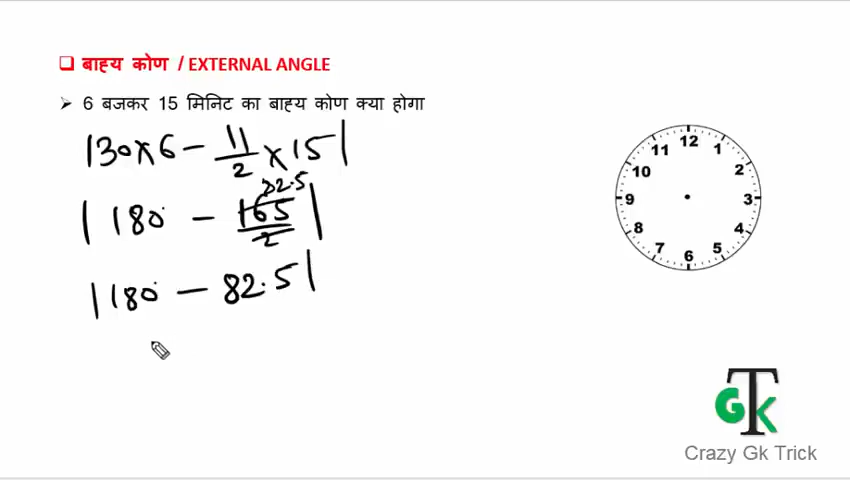 ❑ बाह्य कोण / EXTERNAL ANGLE
➢ 6 बजकर 15 मिनिट का बाह्य कोण क्या होगा
|30×6 - 11/2 × 15|
82.5
|180 - 165/2|
|180 - 82.5|
12
11 1
10 2
9 3
8 4
7 5
6
GTK
Crazy Gk Trick